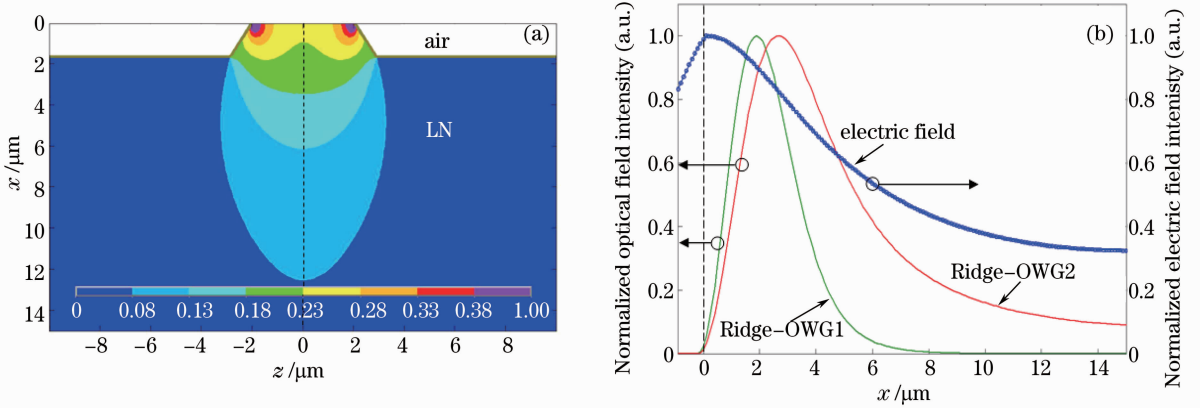 (a)
air
LN
x /μm
0
2
4
6
8
10
12
14
0 0.08 0.13 0.18 0.23 0.28 0.33 0.38 1.00
−8 −6 −4 −2 0 2 4 6 8
z /μm
(b)
Normalized optical field intensity (a.u.)
1.0
0.8
0.6
0.4
0.2
0
electric field
Ridge−OWG2
Ridge−OWG1
1.0
0.8
0.6
0.4
0.2
0
Normalized electric field intenisty (a.u.)
0 2 4 6 8 10 12 14
x /μm